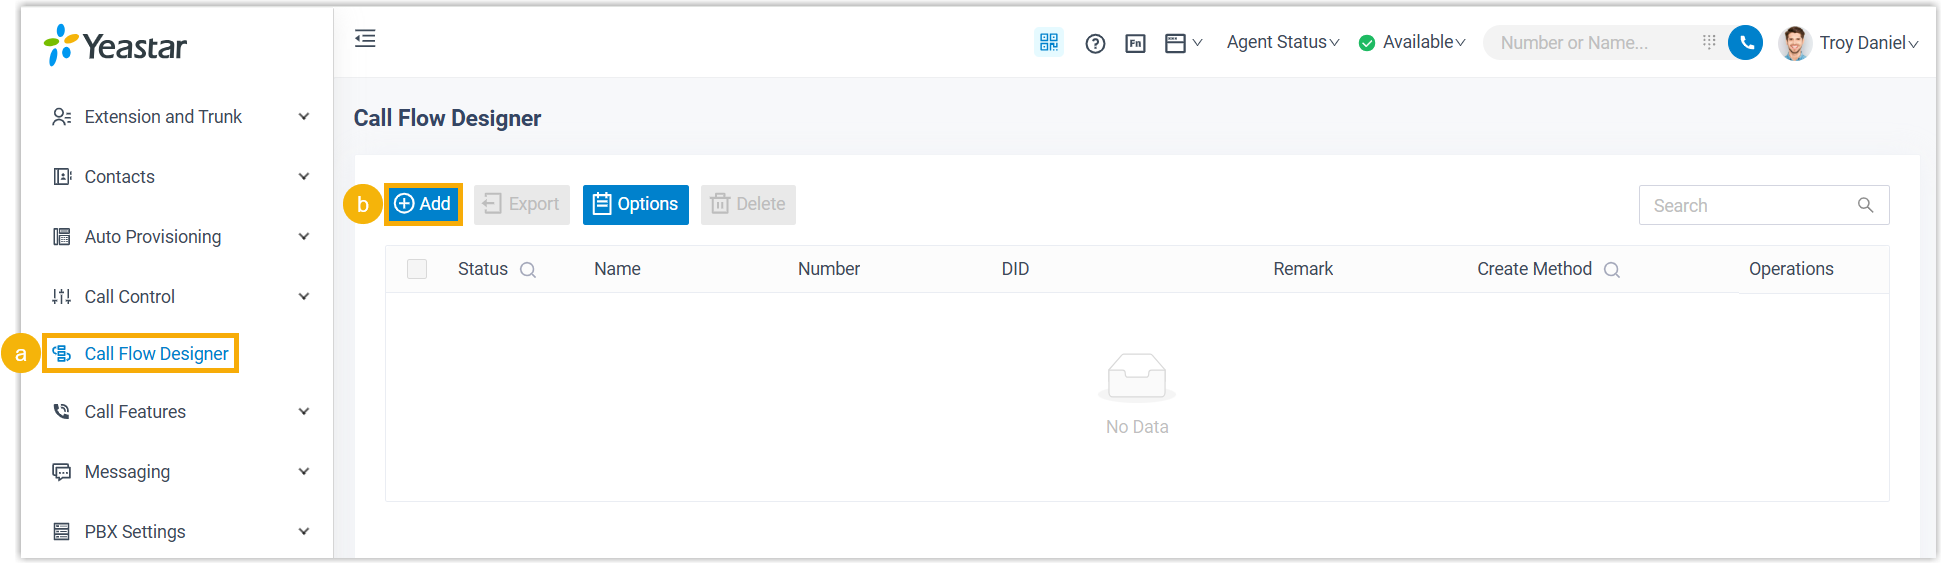 Yeastar
Fn
Agent Status
Available
Number or Name...
Troy Daniel
Extension and Trunk
Contacts
Auto Provisioning
Call Control
a
Call Flow Designer
Call Features
Messaging
PBX Settings
Call Flow Designer
b
Add
Export
Options
Delete
Search
Status
Name
Number
DID
Remark
Create Method
Operations
No Data